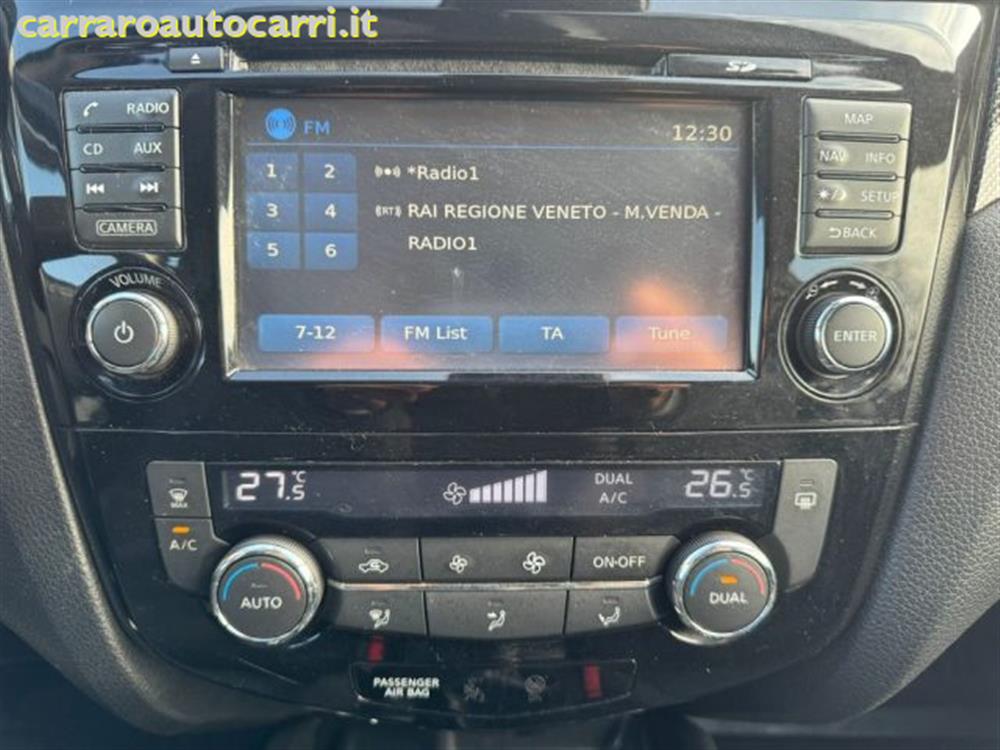 carraroautocarri.it
RADIO
CD AUX
CAMERA
VOLUME
FM 12:30
1 2 *Radio1
3 4 (RT) RAI REGIONE VENETO - M.VENDA -
5 6 RADIO1
7-12 FM List TA Tune
MAP
NAV INFO
SETUP
BACK
ENTER
27.5°C DUAL A/C 26.5°C
MAX
A/C
AUTO
ON·OFF
DUAL
PASSENGER
AIR BAG